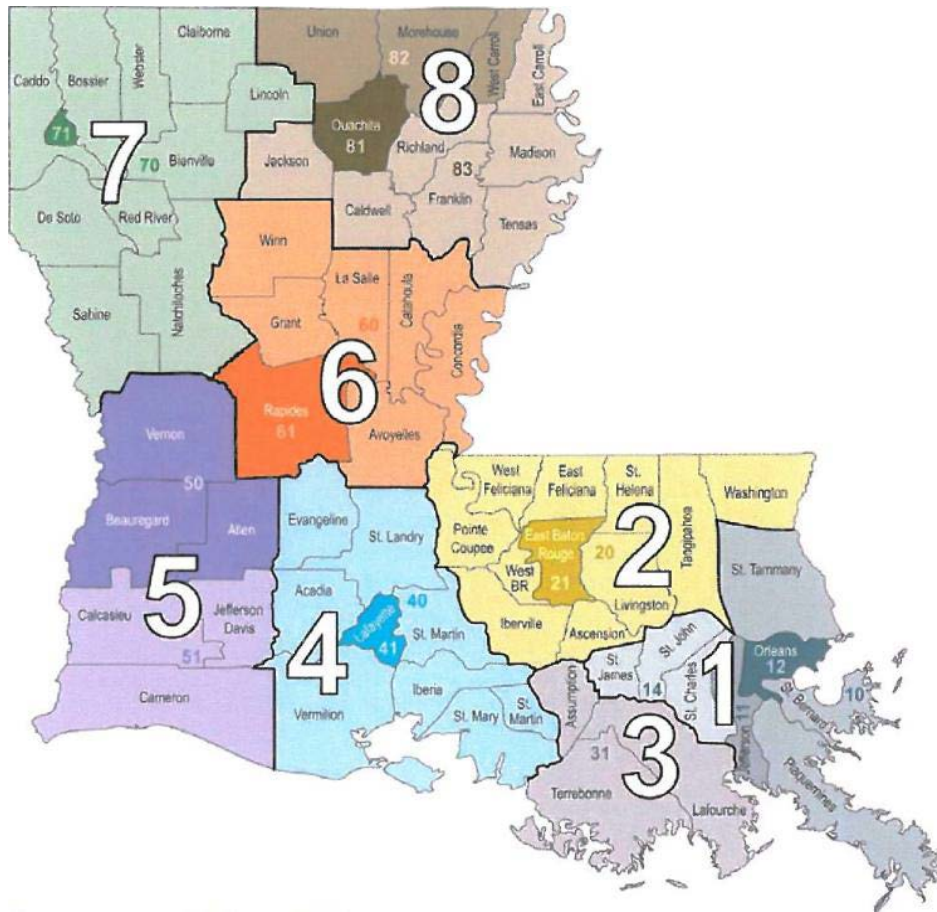 Claiborne
Union
Morehouse
82
West Carroll
East Carroll
Webster
Caddo
Bossier
Lincoln
8
71
7
Ouachita
81
Richland
Madison
70
Bienville
Jackson
83
Franklin
De Soto
Red River
Caldwell
Tensas
Winn
La Salle
Catahoula
Natchitoches
Sabine
Grant
60
Concordia
6
Rapides
61
Avoyelles
Vernon
50
West
Feliciana
East
Feliciana
St.
Helena
Washington
Beauregard
Allen
Evangeline
St. Landry
Pointe
Coupee
East Baton
Rouge
20
2
Tangipahoa
St. Tammany
5
West
BR
21
Acadia
40
Livingston
Calcasieu
Jefferson
Davis
4
Lafayette
41
St. Martin
Iberville
Ascension
St. John
Orleans
12
51
St.
James
14
St. Charles
1
10
Cameron
Vermilion
Iberia
St. Mary
St.
Martin
Assumption
St. Bernard
11
Jefferson
31
3
Plaquemines
Terrebonne
Lafourche